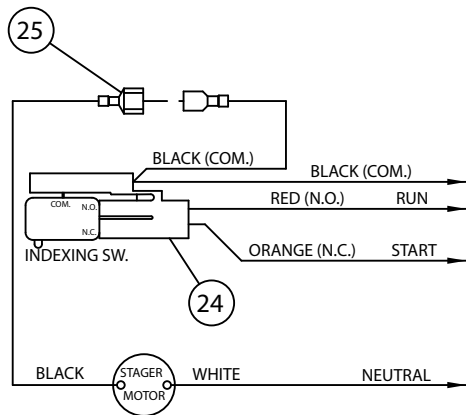 25
BLACK (COM.)
BLACK (COM.)
COM.
N.O.
RED (N.O.) RUN
N.C.
INDEXING SW.
ORANGE (N.C.) START
24
BLACK
STAGER
MOTOR
WHITE
NEUTRAL